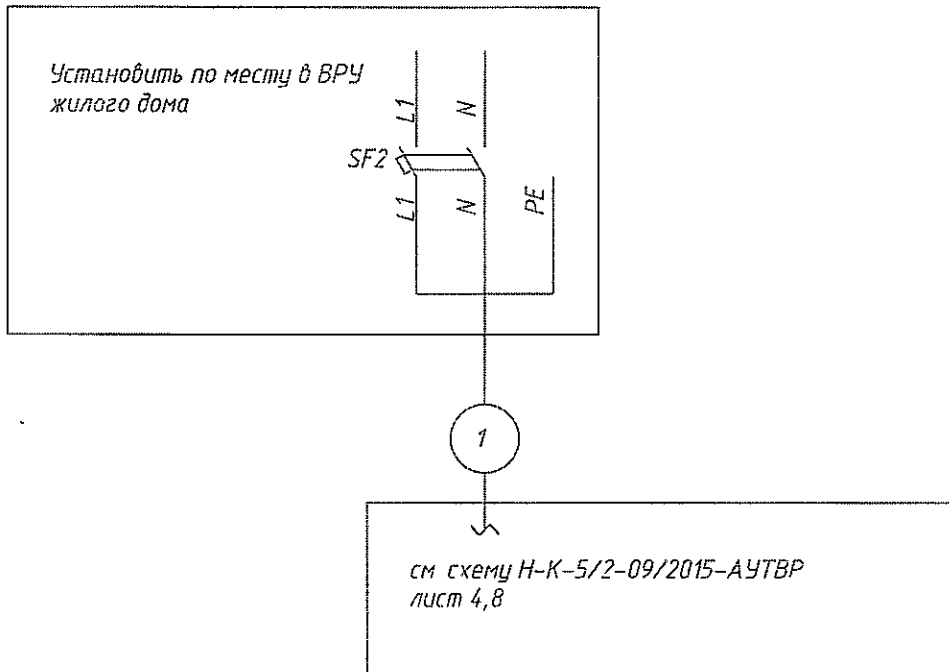 Установить по месту в ВРУ
жилого дома
L1
N
SF2
L1
N
PE
1
см схему Н-К-5/2-09/2015-АУТВР
лист 4,8